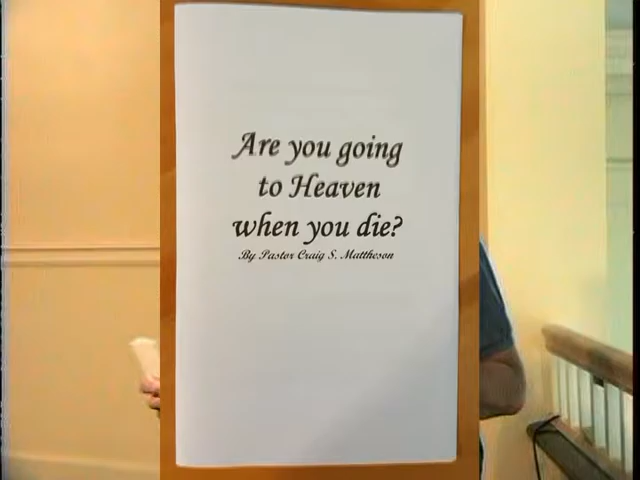 Are you going
to Heaven
when you die?
By Pastor Craig S. Mattheson